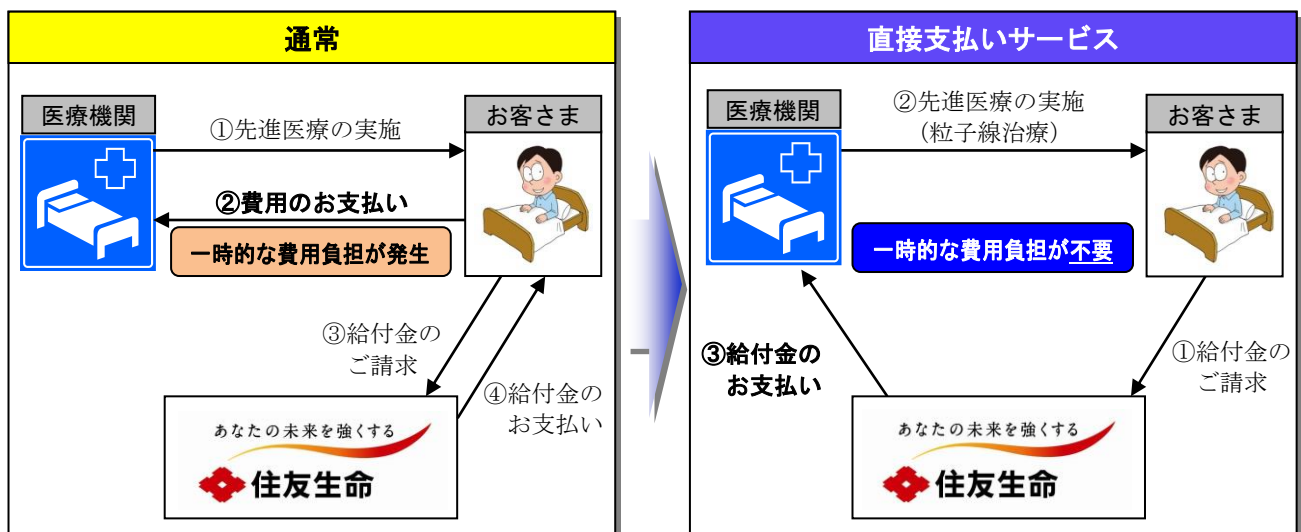 通常
医療機関
お客さま
①先進医療の実施
②費用のお支払い
一時的な費用負担が発生
③給付金の
ご請求
④給付金の
お支払い
あなたの未来を強くする
住友生命
直接支払いサービス
医療機関
お客さま
②先進医療の実施
(粒子線治療)
一時的な費用負担が不要
③給付金の
お支払い
①給付金の
ご請求
あなたの未来を強くする
住友生命